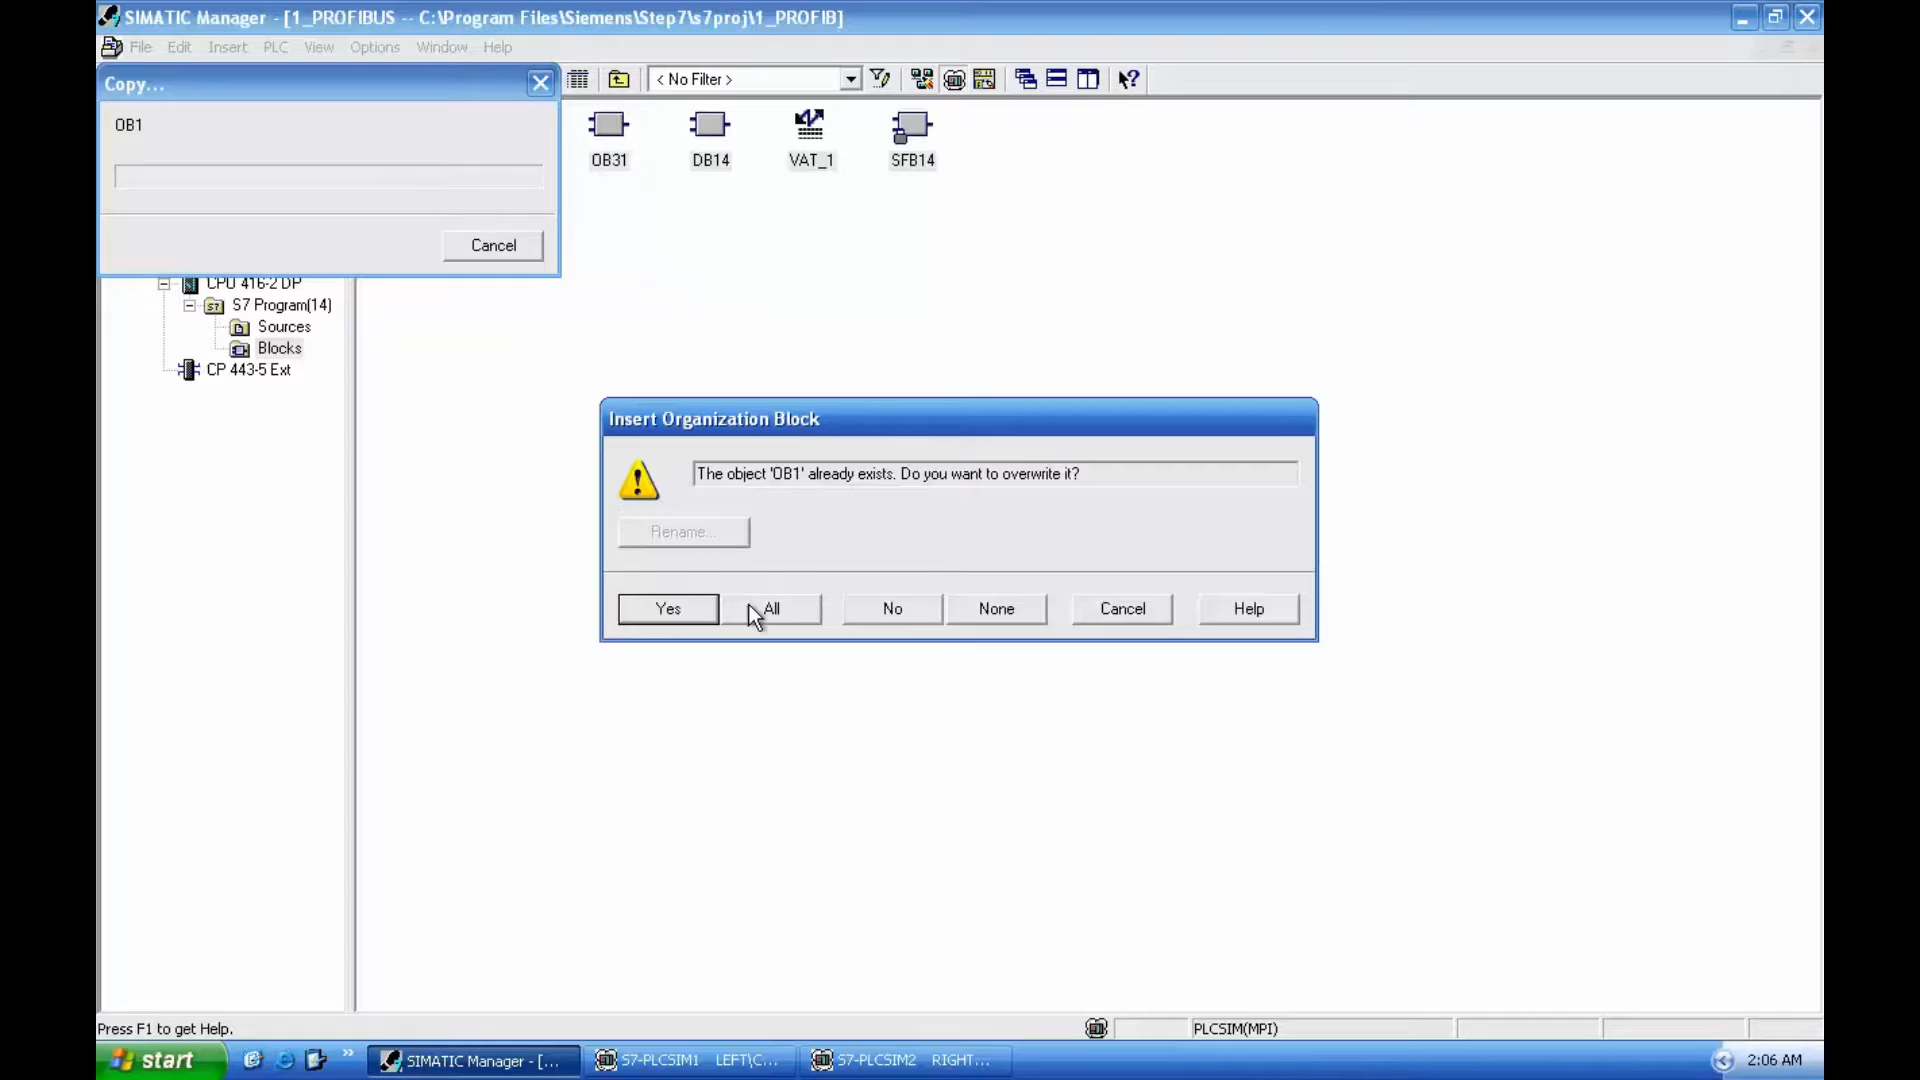 SIMATIC Manager - [1_PROFIBUS -- C:\Program Files\Siemens\Step7\s7proj\1_PROFIB]
File Edit Insert PLC View Options Window Help
Copy...
< No Filter >
OB1
OB31 DB14 VAT_1 SFB14
Cancel
CPU 416-2 DP
S7 Program(14)
Sources
Blocks
CP 443-5 Ext
Insert Organization Block
The object 'OB1' already exists. Do you want to overwrite it?
Rename...
Yes All No None Cancel Help
Press F1 to get Help.
PLCSIM(MPI)
start
SIMATIC Manager - [...
S7-PLCSIM1 LEFT\C...
S7-PLCSIM2 RIGHT...
2:06 AM